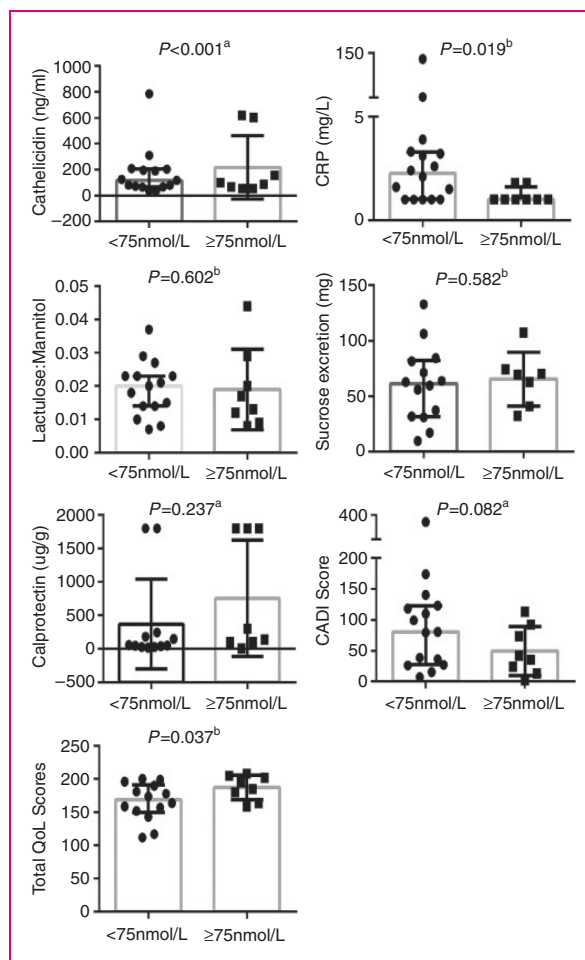 P<0.001a
Cathelicidin (ng/ml)
1000
800
600
400
200
0
−200
<75nmol/L
≥75nmol/L
P=0.019b
CRP (mg/L)
150
5
0
<75nmol/L
≥75nmol/L
P=0.602b
Lactulose:Mannitol
0.05
0.04
0.03
0.02
0.01
0.00
<75nmol/L
≥75nmol/L
P=0.582b
Sucrose excretion (mg)
150
100
50
0
<75nmol/L
≥75nmol/L
P=0.237a
Calprotectin (ug/g)
2000
1500
1000
500
0
−500
<75nmol/L
≥75nmol/L
P=0.082a
CADI Score
400
200
150
100
50
0
<75nmol/L
≥75nmol/L
P=0.037b
Total QoL Scores
250
200
150
100
50
0
<75nmol/L
≥75nmol/L